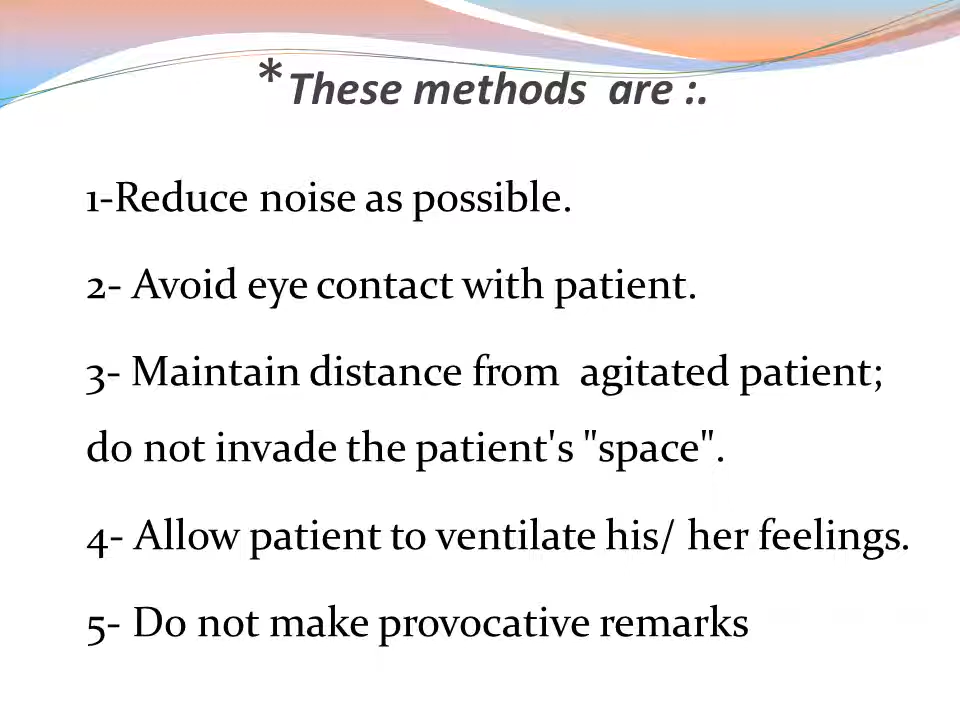 *These methods are :.
1-Reduce noise as possible.
2- Avoid eye contact with patient.
3- Maintain distance from agitated patient;
do not invade the patient's "space".
4- Allow patient to ventilate his/ her feelings.
5- Do not make provocative remarks